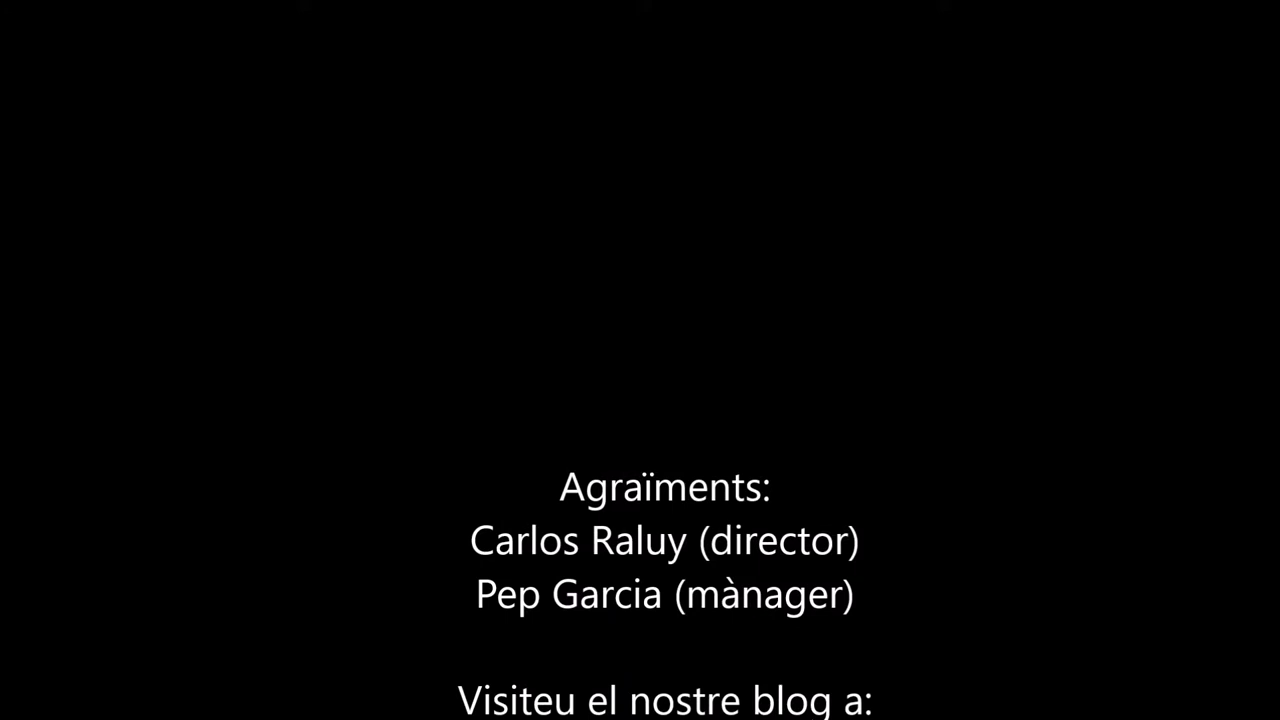 Agraïments:
Carlos Raluy (director)
Pep Garcia (mànager)
Visiteu el nostre blog a: